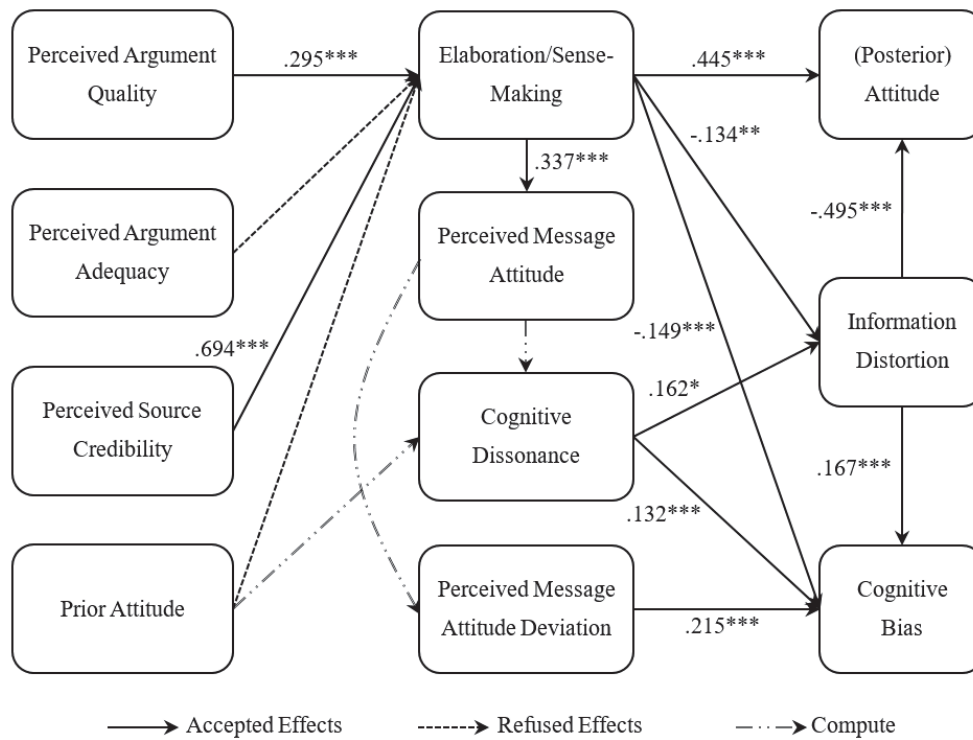 Perceived Argument
Quality
.295***
Elaboration/Sense-
Making
.445***
(Posterior)
Attitude
-.134**
.337***
-.495***
Perceived Argument
Adequacy
Perceived Message
Attitude
Information
Distortion
-.149***
.694***
.162*
Perceived Source
Credibility
Cognitive
Dissonance
.167***
.132***
Prior Attitude
Perceived Message
Attitude Deviation
.215***
Cognitive
Bias
Accepted Effects
Refused Effects
Compute